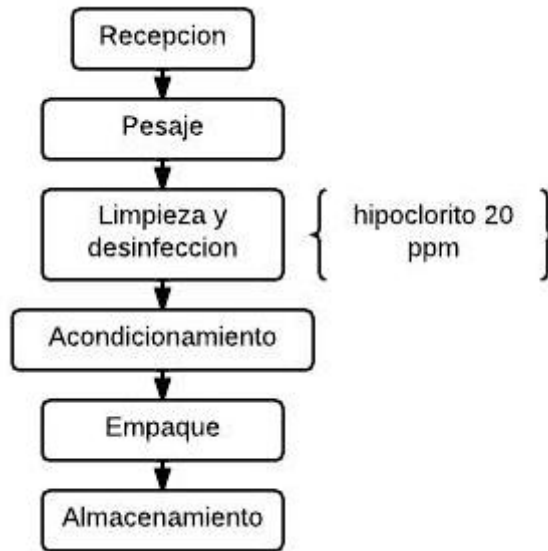 Recepcion
Pesaje
Limpieza y
desinfeccion
hipoclorito 20
ppm
Acondicionamiento
Empaque
Almacenamiento